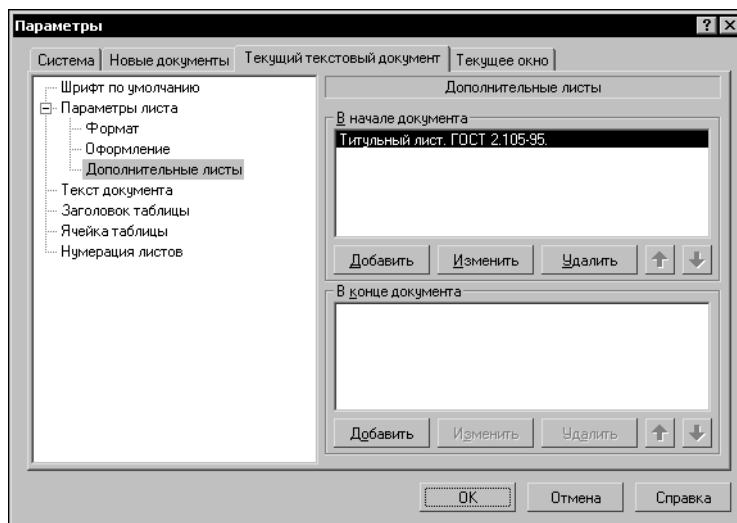 Параметры
Система Новые документы Текущий текстовый документ Текущее окно
Шрифт по умолчанию
Параметры листа
Формат
Оформление
Дополнительные листы
Текст документа
Заголовок таблицы
Ячейка таблицы
Нумерация листов
Дополнительные листы
В начале документа
Титульный лист. ГОСТ 2.105-95.
Добавить Изменить Удалить
В конце документа
Добавить Изменить Удалить
OK Отмена Справка